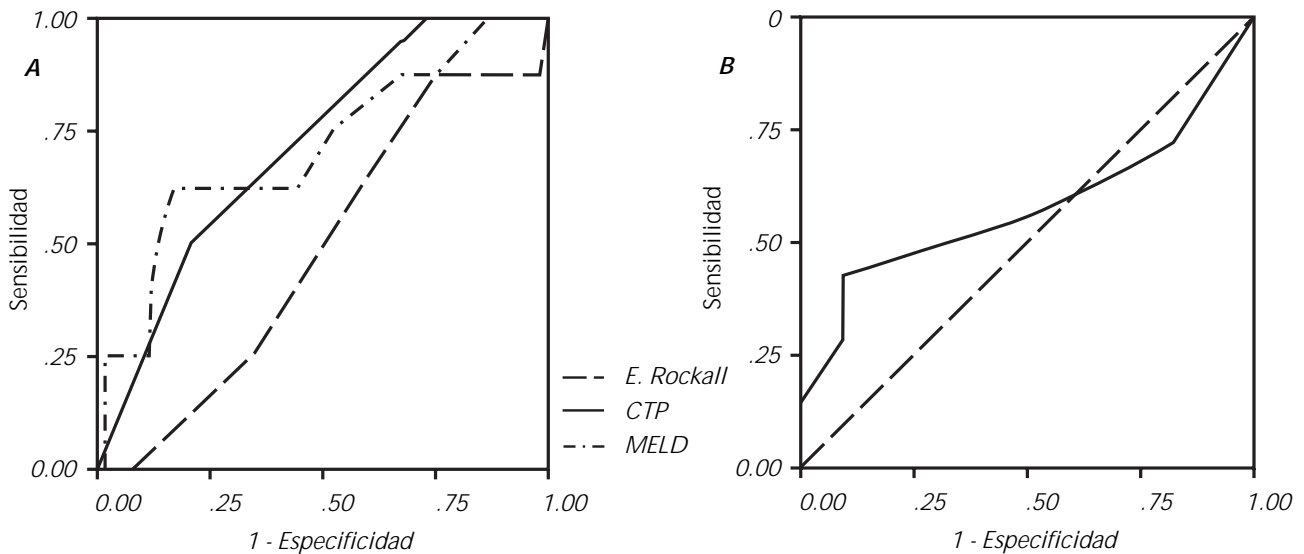 A
1.00
.75
.50
.25
0.00
Sensibilidad
0.00 .25 .50 .75 1.00
1 - Especificidad
E. Rockall
CTP
MELD
B
0
.75
.50
.25
0.00
Sensibilidad
0.00 .25 .50 .75 1.00
1 - Especificidad